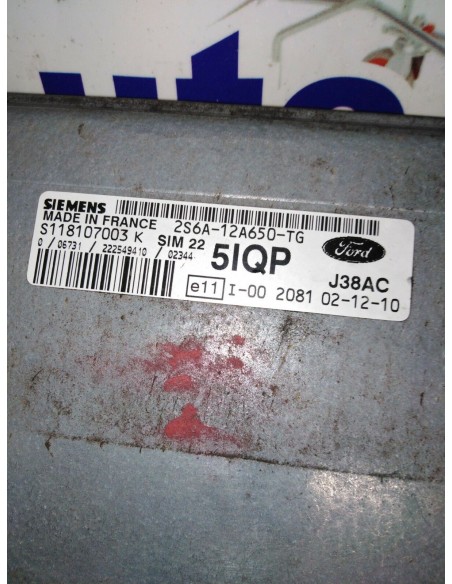 SIEMENS
MADE IN FRANCE 2S6A-12A650-TG
S118107003 K SIM 22 5IQP Ford J38AC
0 / 06731 / 222549410 / 02344
e11 I-00 2081 02-12-10